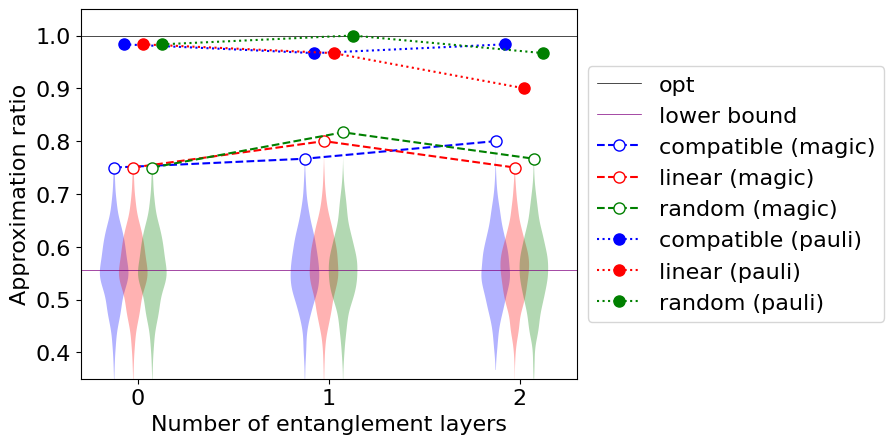 Approximation ratio
1.0
0.9
0.8
0.7
0.6
0.5
0.4
0
1
2
Number of entanglement layers
opt
lower bound
compatible (magic)
linear (magic)
random (magic)
compatible (pauli)
linear (pauli)
random (pauli)